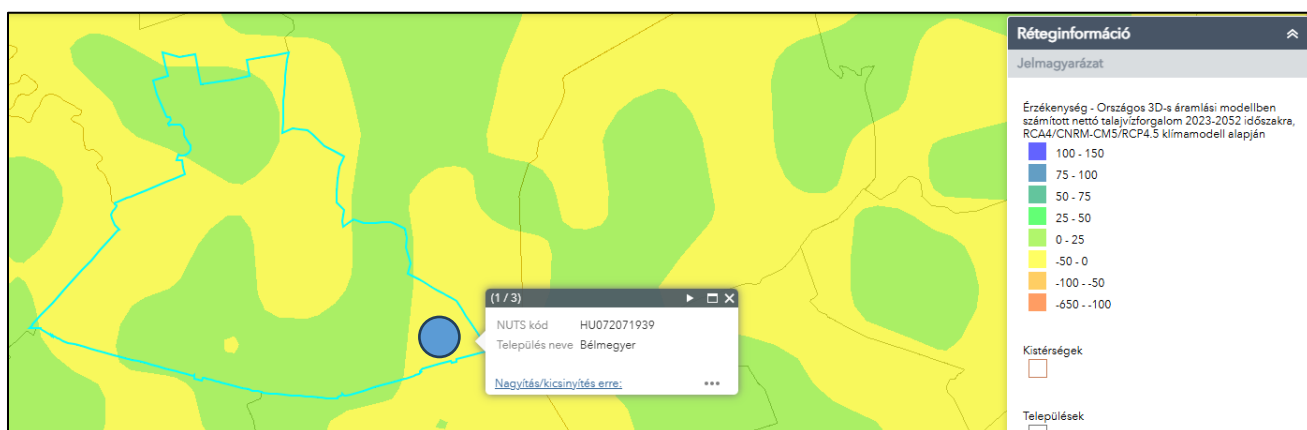 Réteginformáció
Jelmagyarázat
Érzékenység - Országos 3D-s áramlási modellben
számított nettó talajvízforgalom 2023-2052 időszakra,
RCA4/CNRM-CM5/RCP4.5 klímamodell alapján
100 - 150
75 - 100
50 - 75
25 - 50
0 - 25
-50 - 0
-100 - -50
-650 - -100
Kistérségek
Települések
(1 / 3)
NUTS kód HU072071939
Település neve Bélmegyer
Nagyítás/kicsinyítés erre: